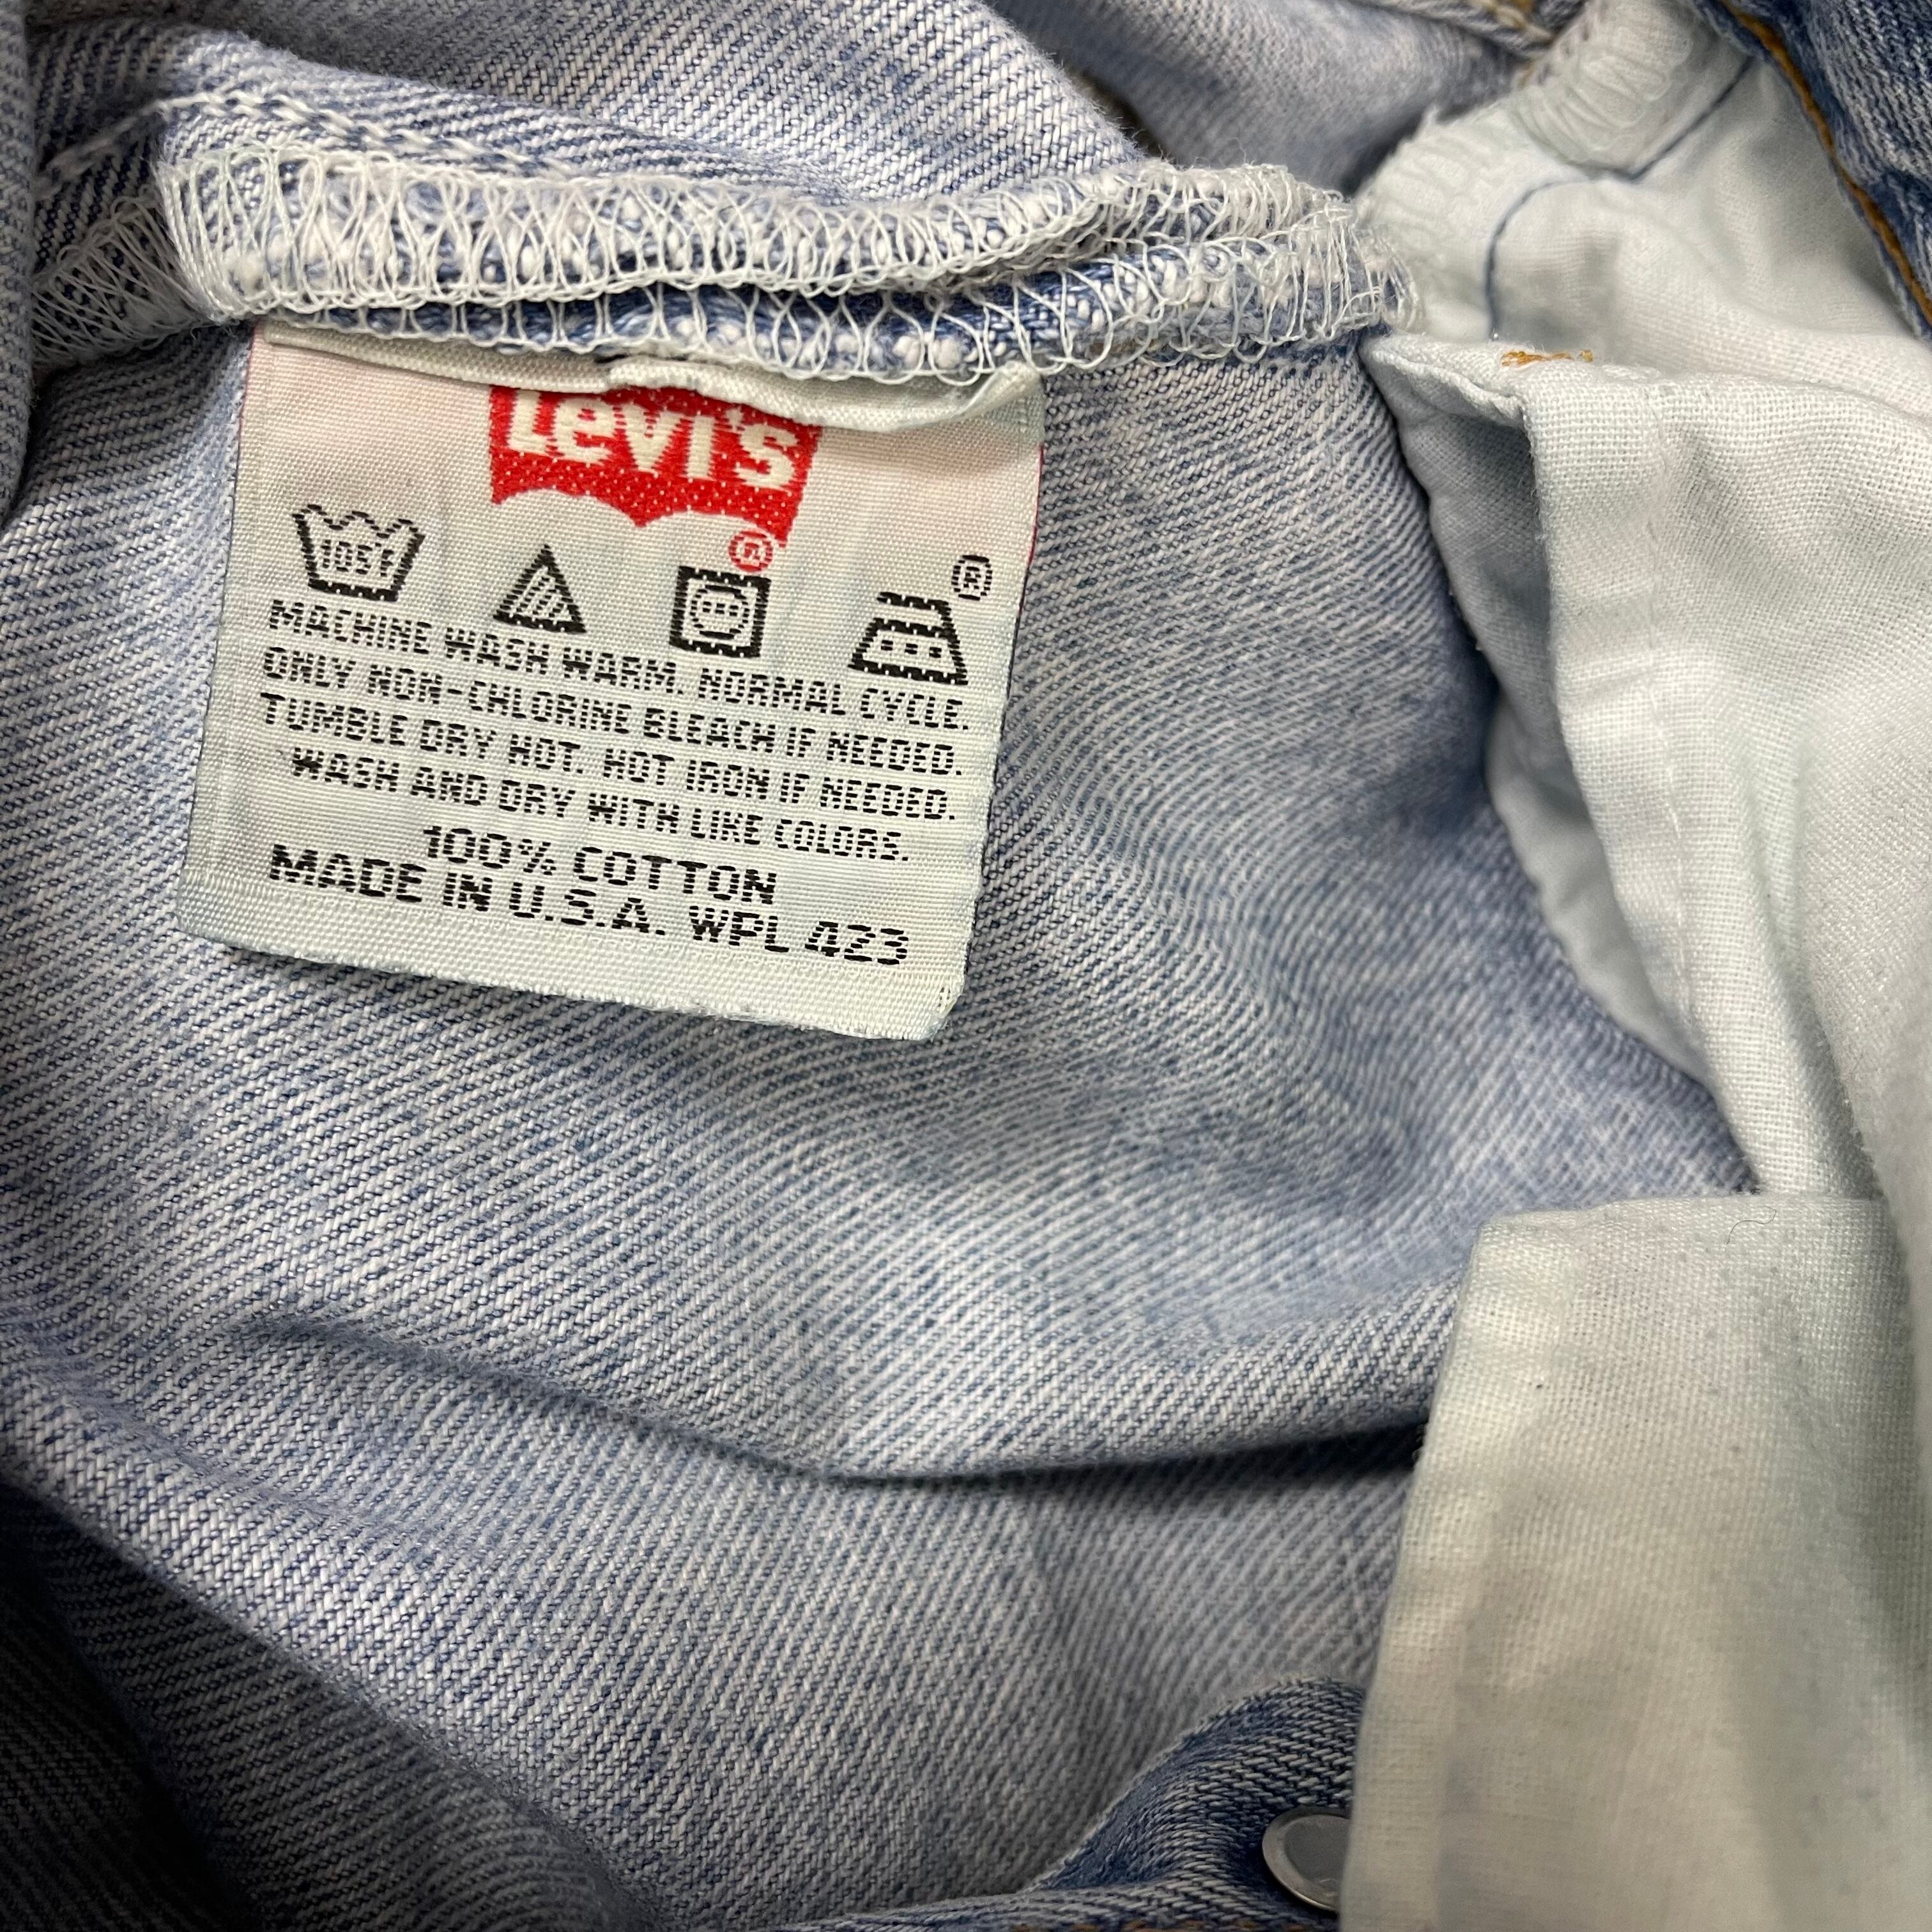 Levi's
®
105°F
®
MACHINE WASH WARM. NORMAL CYCLE.
ONLY NON-CHLORINE BLEACH IF NEEDED.
TUMBLE DRY HOT. HOT IRON IF NEEDED.
WASH AND DRY WITH LIKE COLORS.
100% COTTON
MADE IN U.S.A. WPL 423